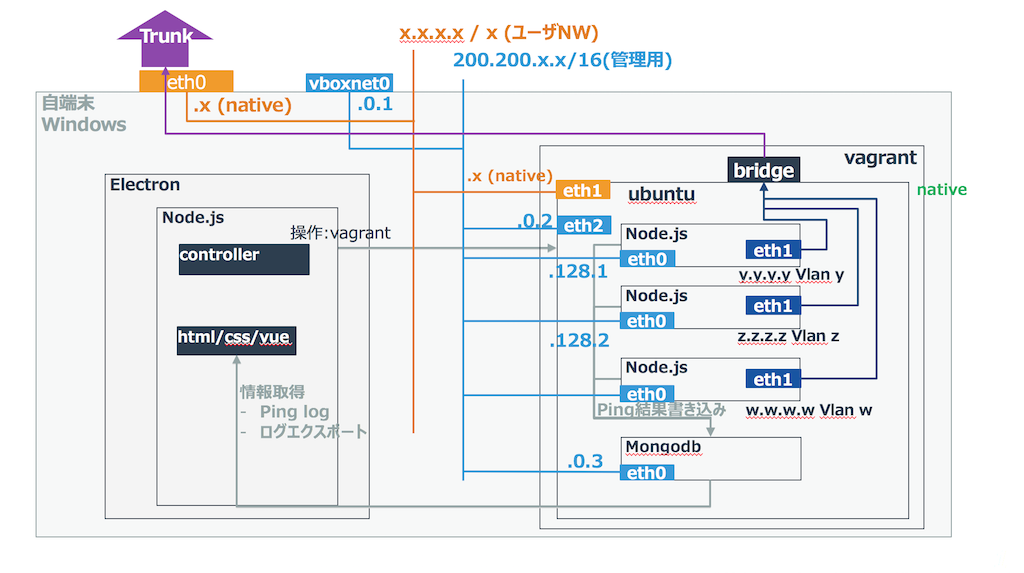 Trunk
x.x.x.x / x (ユーザNW)
200.200.x.x/16(管理用)
eth0
vboxnet0
自端末
Windows
.x (native)
.0.1
vagrant
bridge
native
Electron
.x (native)
eth1
ubuntu
Node.js
操作:vagrant
.0.2
eth2
Node.js
controller
eth1
eth0
.128.1
y.y.y.y Vlan y
Node.js
eth1
eth0
html/css/vue
.128.2
z.z.z.z Vlan z
Node.js
eth1
eth0
情報取得
- Ping log
- ログエクスポート
Ping結果書き込み
w.w.w.w Vlan w
Mongodb
.0.3
eth0